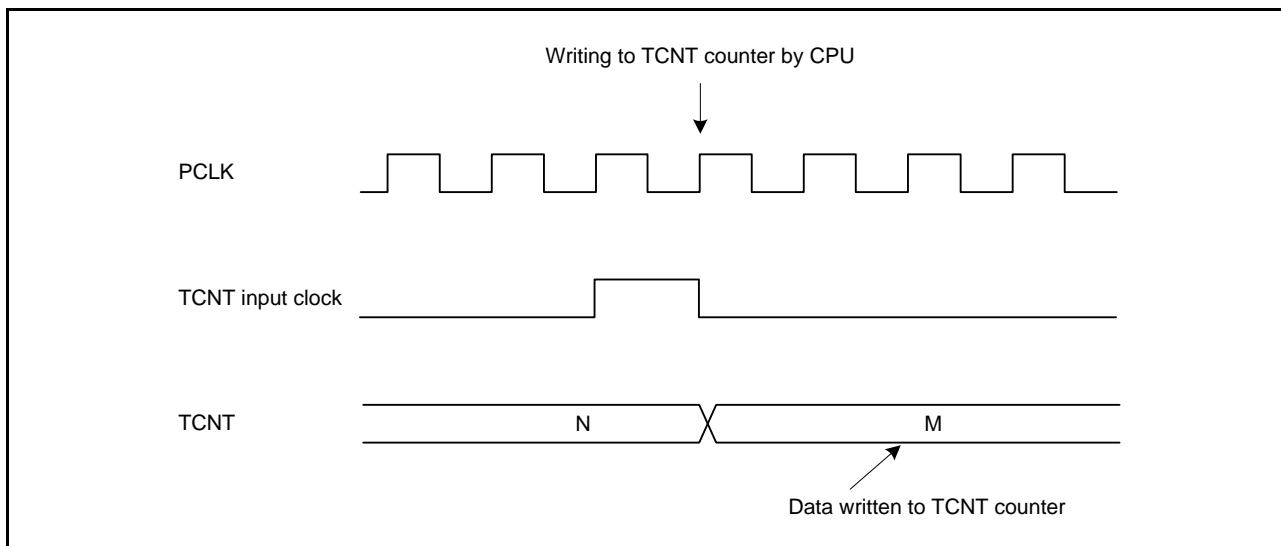 Writing to TCNT counter by CPU
PCLK
TCNT input clock
TCNT
N
M
Data written to TCNT counter